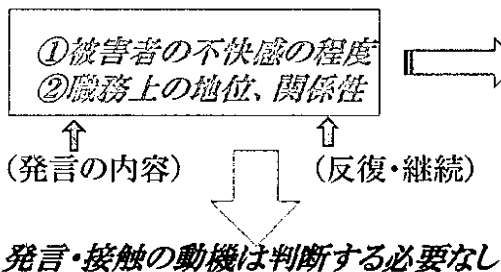 ①被害者の不快感の程度
②職務上の地位、関係性
(発言の内容) (反復・継続)
発言・接触の動機は判断する必要なし